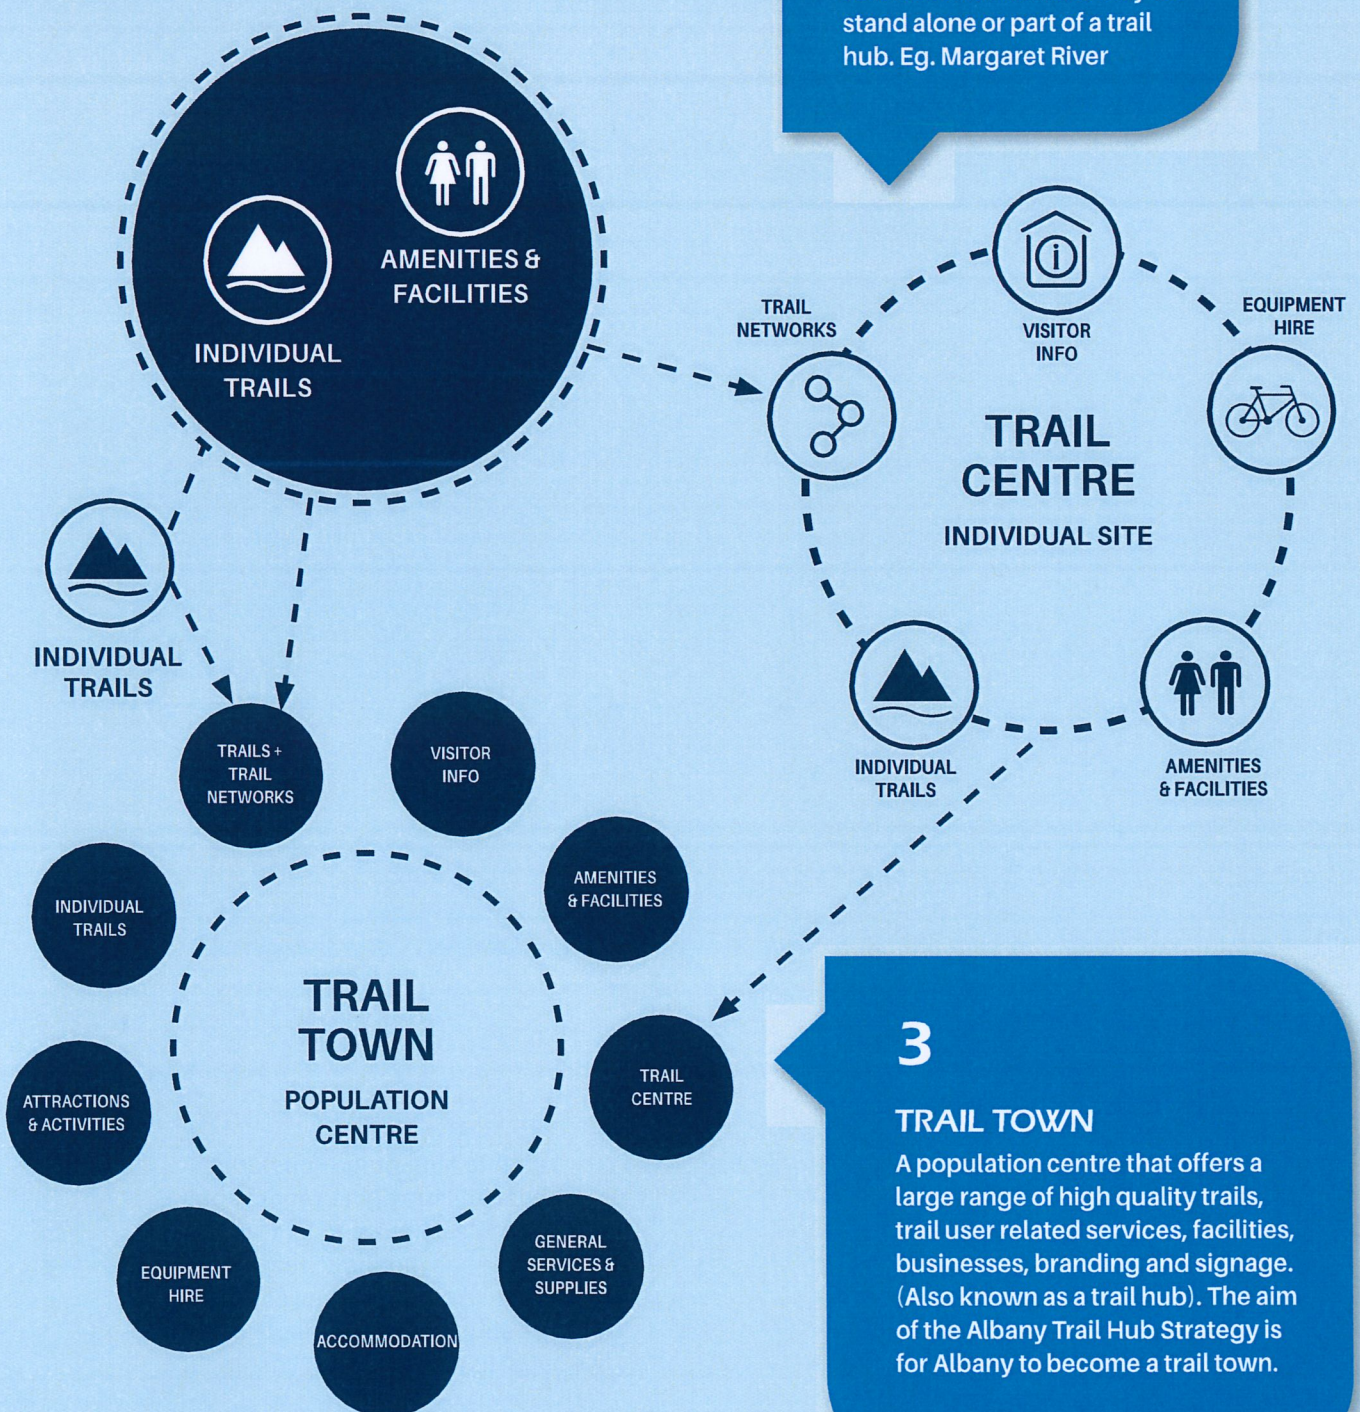 stand alone or part of a trail
hub. Eg. Margaret River
AMENITIES &
FACILITIES
INDIVIDUAL
TRAILS
TRAIL
NETWORKS
VISITOR
INFO
EQUIPMENT
HIRE
TRAIL
CENTRE
INDIVIDUAL SITE
INDIVIDUAL
TRAILS
AMENITIES
& FACILITIES
INDIVIDUAL
TRAILS
TRAILS +
TRAIL
NETWORKS
VISITOR
INFO
AMENITIES
& FACILITIES
INDIVIDUAL
TRAILS
TRAIL
TOWN
POPULATION
CENTRE
TRAIL
CENTRE
ATTRACTIONS
& ACTIVITIES
EQUIPMENT
HIRE
GENERAL
SERVICES &
SUPPLIES
ACCOMMODATION
3
TRAIL TOWN
A population centre that offers a
large range of high quality trails,
trail user related services, facilities,
businesses, branding and signage.
(Also known as a trail hub). The aim
of the Albany Trail Hub Strategy is
for Albany to become a trail town.